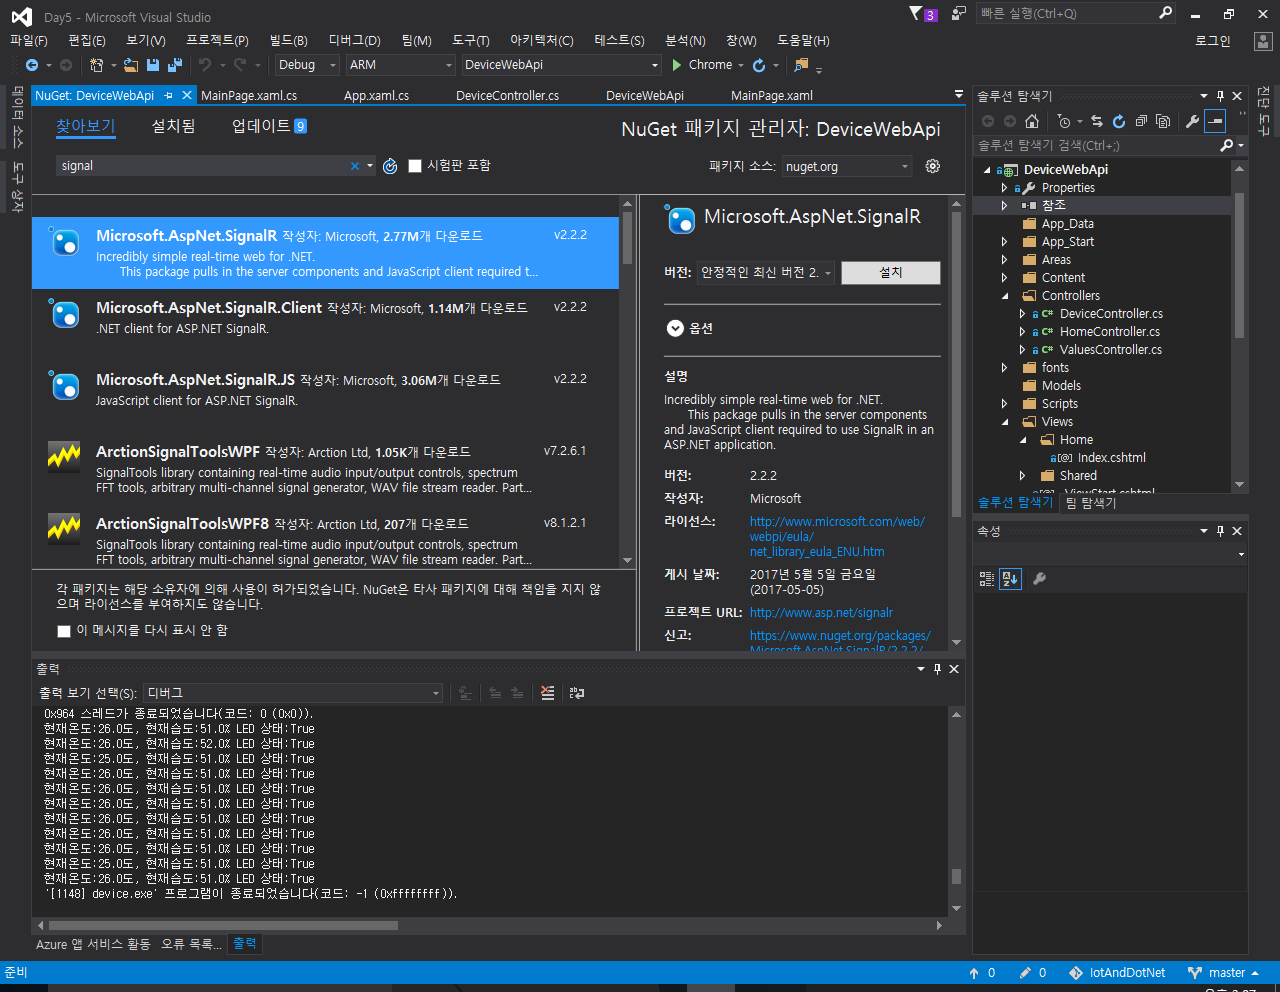 Day5 - Microsoft Visual Studio
3
빠른 실행(Ctrl+Q)
파일(F) 편집(E) 보기(V) 프로젝트(P) 빌드(B) 디버그(D) 팀(M) 도구(T) 아키텍처(C) 테스트(S) 분석(N) 창(W) 도움말(H)
로그인
Debug ARM DeviceWebApi Chrome
데이터 소스
도구 상자
NuGet: DeviceWebApi MainPage.xaml.cs App.xaml.cs DeviceController.cs DeviceWebApi MainPage.xaml
찾아보기 설치됨 업데이트 9
NuGet 패키지 관리자: DeviceWebApi
signal
시험판 포함
패키지 소스: nuget.org
Microsoft.AspNet.SignalR 작성자: Microsoft, 2.77M개 다운로드 v2.2.2
Incredibly simple real-time web for .NET.
This package pulls in the server components and JavaScript client required t...
Microsoft.AspNet.SignalR.Client 작성자: Microsoft, 1.14M개 다운로드 v2.2.2
.NET client for ASP.NET SignalR.
Microsoft.AspNet.SignalR.JS 작성자: Microsoft, 3.06M개 다운로드 v2.2.2
JavaScript client for ASP.NET SignalR.
ArctionSignalToolsWPF 작성자: Arction Ltd, 1.05K개 다운로드 v7.2.6.1
SignalTools library containing real-time audio input/output controls, spectrum
FFT tools, arbitrary multi-channel signal generator, WAV file stream reader. Part...
ArctionSignalToolsWPF8 작성자: Arction Ltd, 207개 다운로드 v8.1.2.1
SignalTools library containing real-time audio input/output controls, spectrum
FFT tools, arbitrary multi-channel signal generator, WAV file stream reader. Part...
각 패키지는 해당 소유자에 의해 사용이 허가되었습니다. NuGet은 타사 패키지에 대해 책임을 지지 않
으며 라이선스를 부여하지도 않습니다.
이 메시지를 다시 표시 안 함
Microsoft.AspNet.SignalR
버전: 안정적인 최신 버전 2. 설치
옵션
설명
Incredibly simple real-time web for .NET.
This package pulls in the server components
and JavaScript client required to use SignalR in an
ASP.NET application.
버전: 2.2.2
작성자: Microsoft
라이선스: http://www.microsoft.com/web/
webpi/eula/
net_library_eula_ENU.htm
게시 날짜: 2017년 5월 5일 금요일
(2017-05-05)
프로젝트 URL: http://www.asp.net/signalr
신고: https://www.nuget.org/packages/
Microsoft.AspNet.SignalR/2.2.2/
출력
출력 보기 선택(S): 디버그
0x964 스레드가 종료되었습니다(코드: 0 (0x0)).
현재온도:26.0도, 현재습도:51.0% LED 상태:True
현재온도:26.0도, 현재습도:52.0% LED 상태:True
현재온도:25.0도, 현재습도:51.0% LED 상태:True
현재온도:26.0도, 현재습도:51.0% LED 상태:True
현재온도:26.0도, 현재습도:51.0% LED 상태:True
현재온도:26.0도, 현재습도:51.0% LED 상태:True
현재온도:26.0도, 현재습도:51.0% LED 상태:True
현재온도:26.0도, 현재습도:51.0% LED 상태:True
현재온도:26.0도, 현재습도:51.0% LED 상태:True
현재온도:25.0도, 현재습도:51.0% LED 상태:True
현재온도:26.0도, 현재습도:51.0% LED 상태:True
'[1148] device.exe' 프로그램이 종료되었습니다(코드: -1 (0xffffffff)).
Azure 앱 서비스 활동 오류 목록... 출력
솔루션 탐색기
솔루션 탐색기 검색(Ctrl+;)
DeviceWebApi
Properties
참조
App_Data
App_Start
Areas
Content
Controllers
DeviceController.cs
HomeController.cs
ValuesController.cs
fonts
Models
Scripts
Views
Home
Index.cshtml
Shared
_ViewStart.cshtml
솔루션 탐색기 팀 탐색기
속성
진단 도구
준비
0 0 IotAndDotNet master